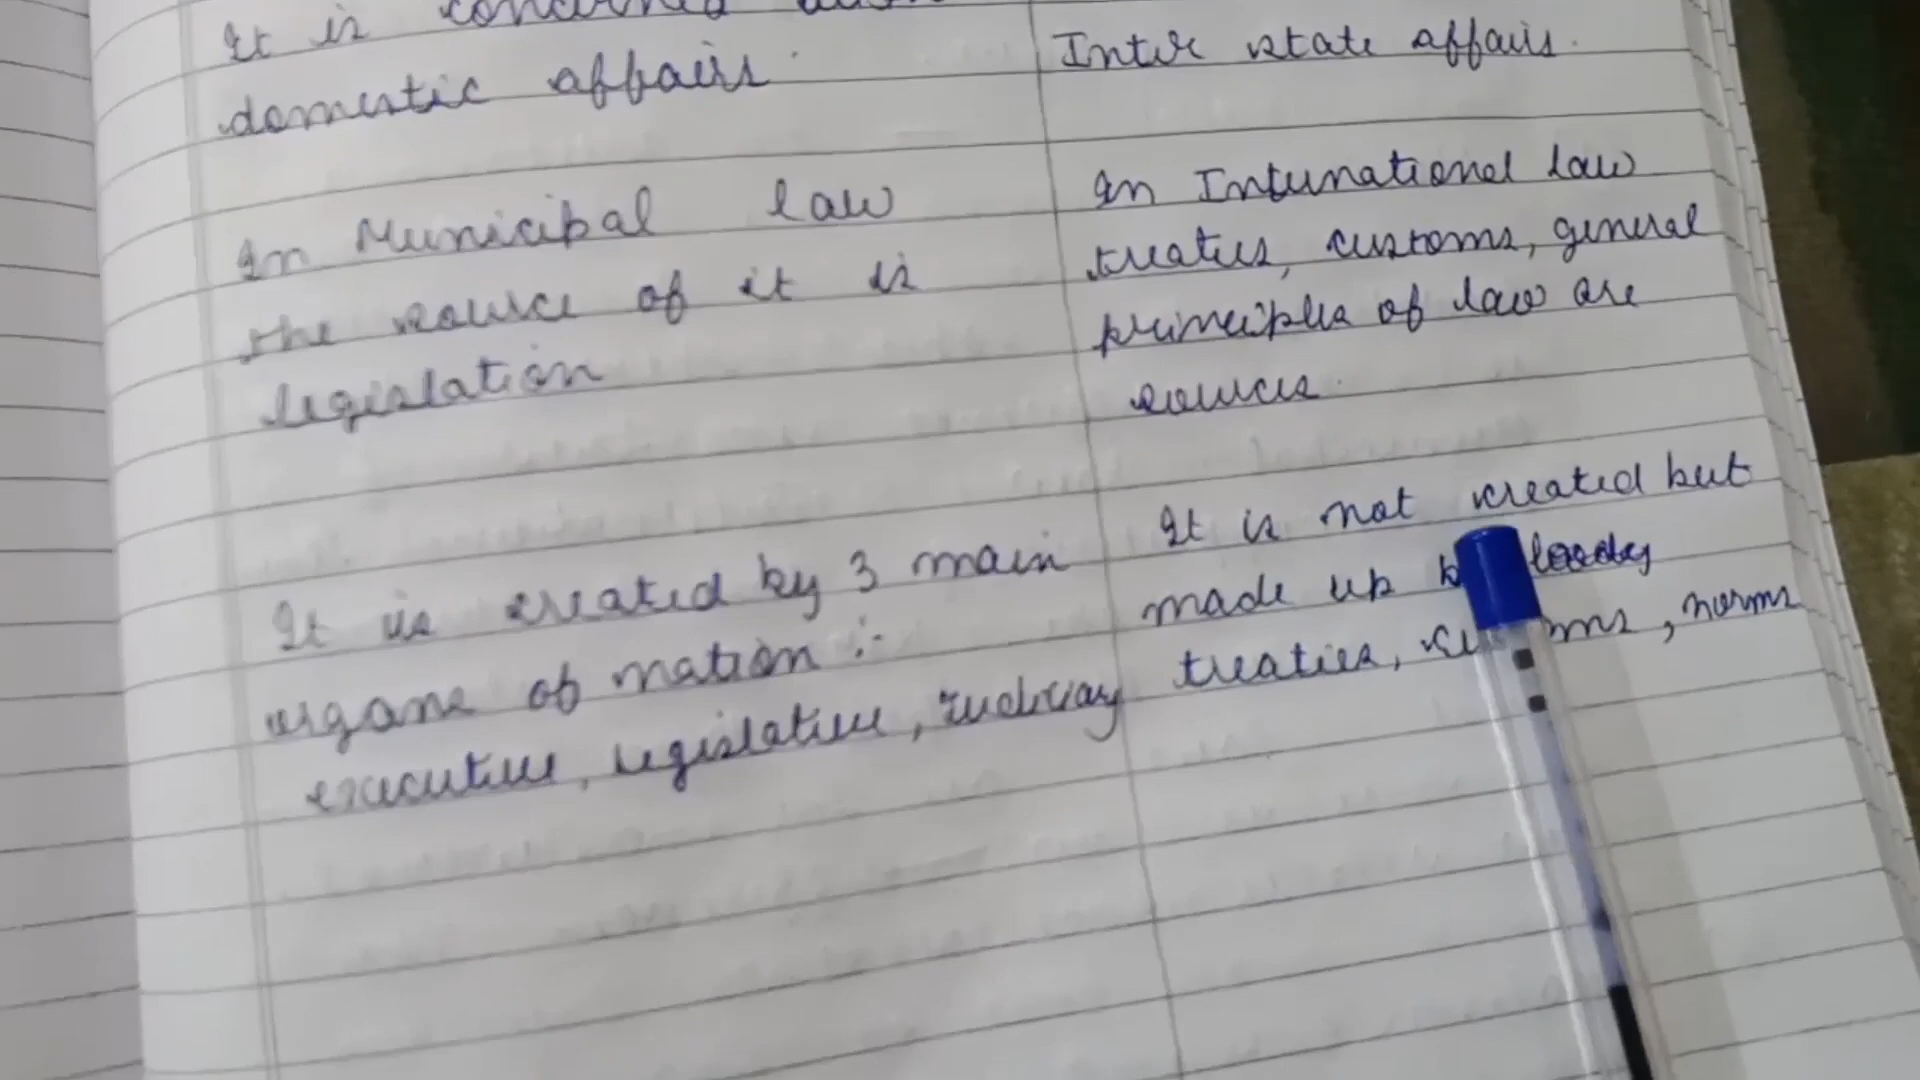 It is concerned
domestic affairs.
Inter state affairs.
In Municipal law
the source of it is
legislation
In International law
treaties, customs, general
principles of law are
sources.
It is created by 3 main
organs of nation :-
executive, legislative,
It is not created but
made up
treaties, norms